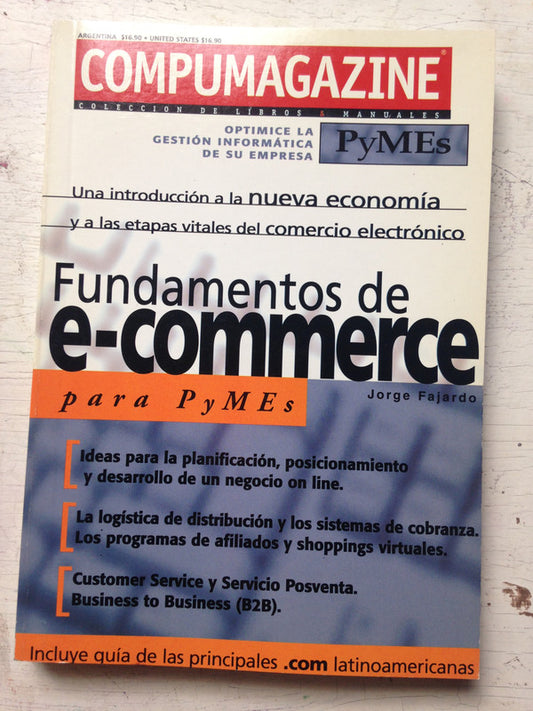 ARGENTINA $16.90 • UNITED STATES $16.90
COMPUMAGAZINE®
COLECCION DE LIBROS & MANUALES
OPTIMICE LA
GESTIÓN INFORMÁTICA
DE SU EMPRESA
PyMEs
Una introducción a la nueva economía
y a las etapas vitales del comercio electrónico
Fundamentos de
e-commerce
para PyMEs
Jorge Fajardo
Ideas para la planificación, posicionamiento
y desarrollo de un negocio on line.
La logística de distribución y los sistemas de cobranza.
Los programas de afiliados y shoppings virtuales.
Customer Service y Servicio Posventa.
Business to Business (B2B).
Incluye guía de las principales .com latinoamericanas